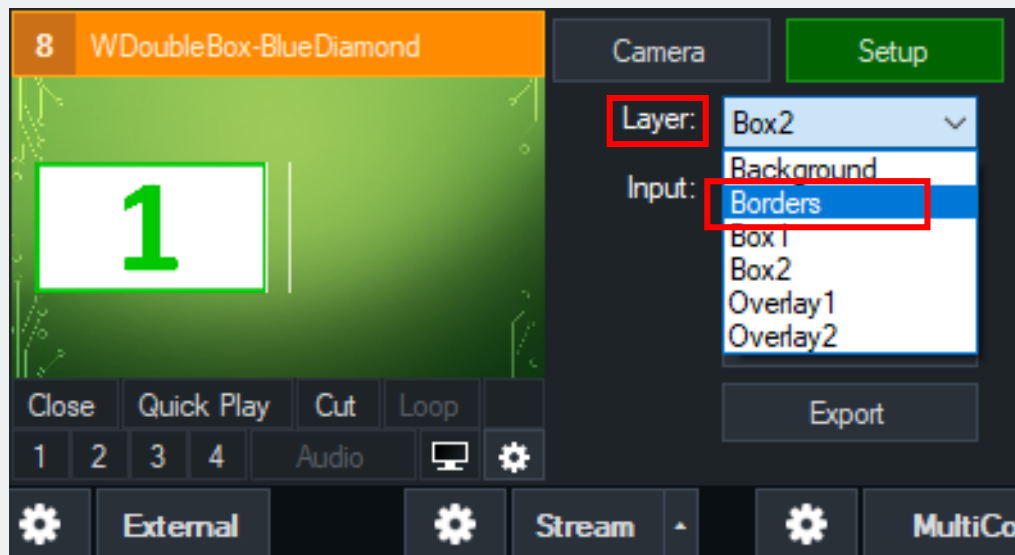 8 WDoubleBox-BlueDiamond
1
Close Quick Play Cut Loop
1 2 3 4 Audio
Camera Setup
Layer: Box2
Input:
Background
Borders
Box1
Box2
Overlay1
Overlay2
Export
External Stream MultiCo